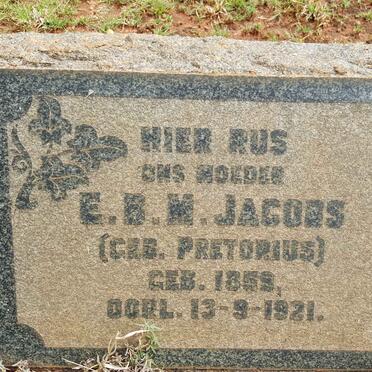 HIER RUS
ONS MOEDER
E.B.M. JACOBS
(GEB. PRETORIUS)
GEB. 1859,
OORL. 13-9-1921.